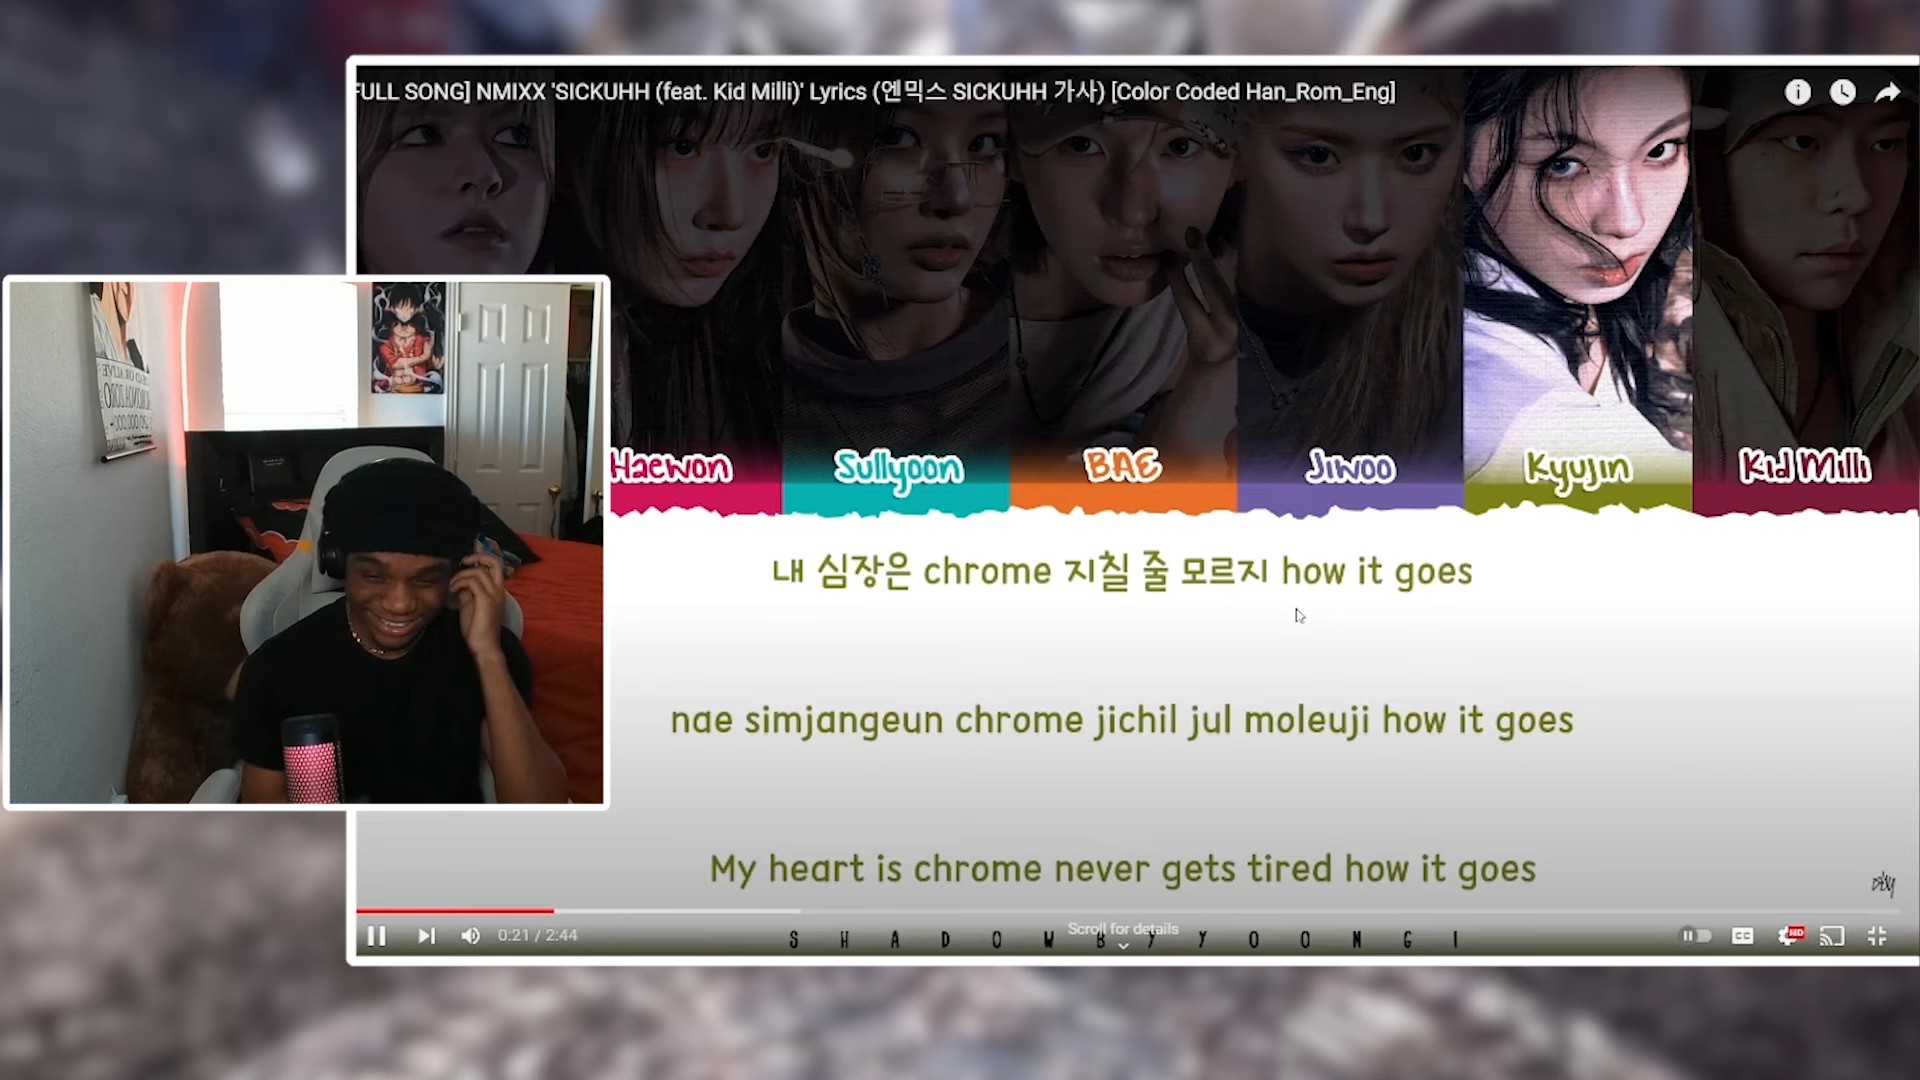 FULL SONG] NMIXX 'SICKUHH (feat. Kid Milli)' Lyrics (엔믹스 SICKUHH 가사) [Color Coded Han_Rom_Eng]
Haewon
Sullyoon
BAE
Jiwoo
Kyujin
Kid Milli
내 심장은 chrome 지칠 줄 모르지 how it goes
nae simjangeun chrome jichil jul moleuji how it goes
My heart is chrome never gets tired how it goes
0:21 / 2:44
Scroll for details
SHADOWBYYOONGI
CC
HD